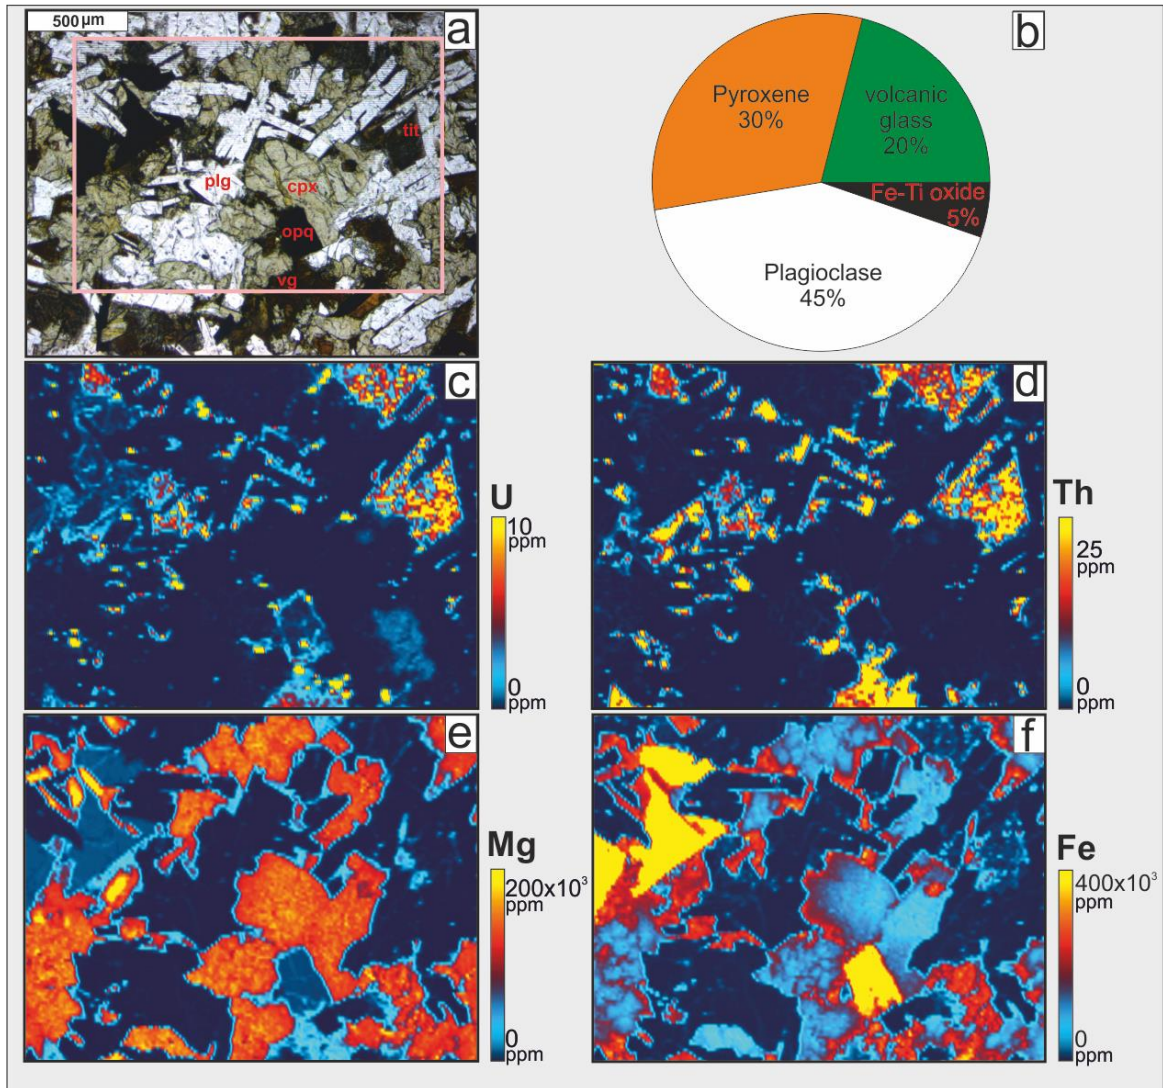 500 µm
a
tit
plg
cpx
opq
vg
b
Pyroxene
30%
volcanic
glass
20%
Fe-Ti oxide
5%
Plagioclase
45%
c
U
10
ppm
0
ppm
d
Th
25
ppm
0
ppm
e
Mg
200x10³
ppm
0
ppm
f
Fe
400x10³
ppm
0
ppm